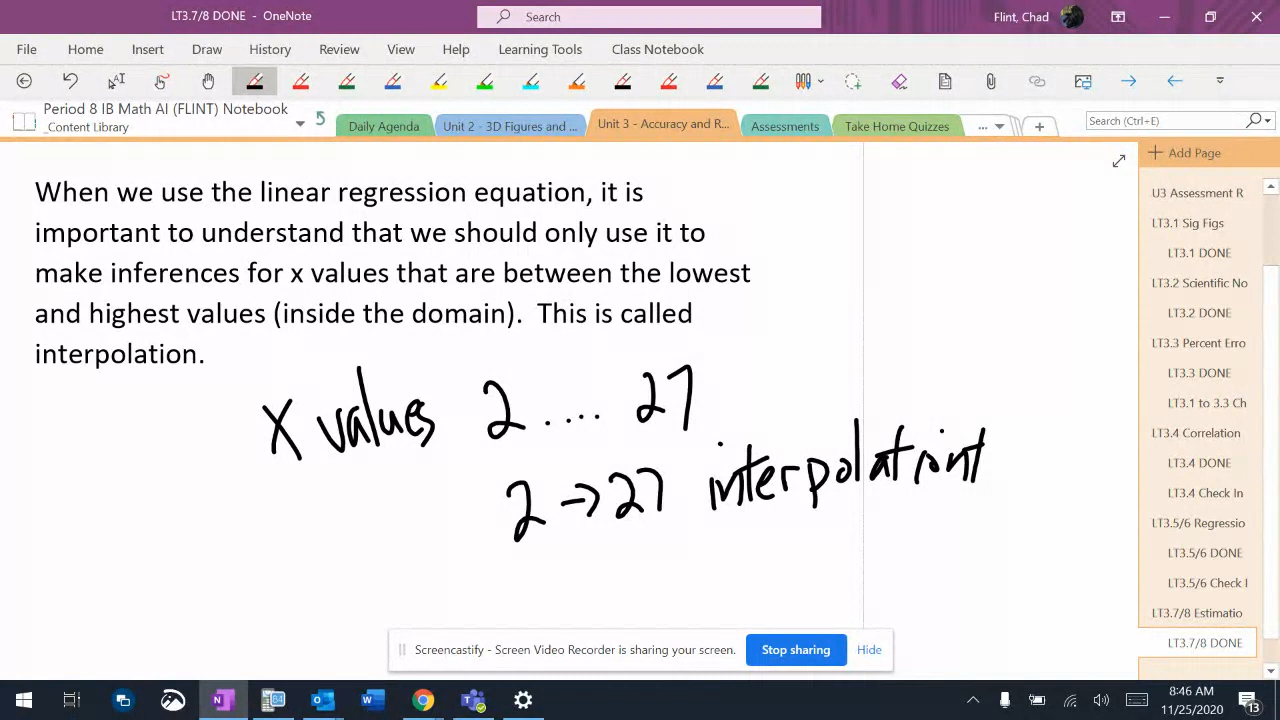 LT3.7/8 DONE - OneNote
Search
Flint, Chad
File Home Insert Draw History Review View Help Learning Tools Class Notebook
Period 8 IB Math AI (FLINT) Notebook
_Content Library
Daily Agenda
Unit 2 - 3D Figures and ...
Unit 3 - Accuracy and R...
Assessments
Take Home Quizzes
...
Search (Ctrl+E)
Add Page
When we use the linear regression equation, it is
important to understand that we should only use it to
make inferences for x values that are between the lowest
and highest values (inside the domain). This is called
interpolation.
X values 2 .... 27
2 → 27 interpolationt
U3 Assessment R
LT3.1 Sig Figs
LT3.1 DONE
LT3.2 Scientific No
LT3.2 DONE
LT3.3 Percent Erro
LT3.3 DONE
LT3.1 to 3.3 Ch
LT3.4 Correlation
LT3.4 DONE
LT3.4 Check In
LT3.5/6 Regressio
LT3.5/6 DONE
LT3.5/6 Check I
LT3.7/8 Estimatio
LT3.7/8 DONE
Screencastify - Screen Video Recorder is sharing your screen.
Stop sharing
Hide
8:46 AM
11/25/2020
13